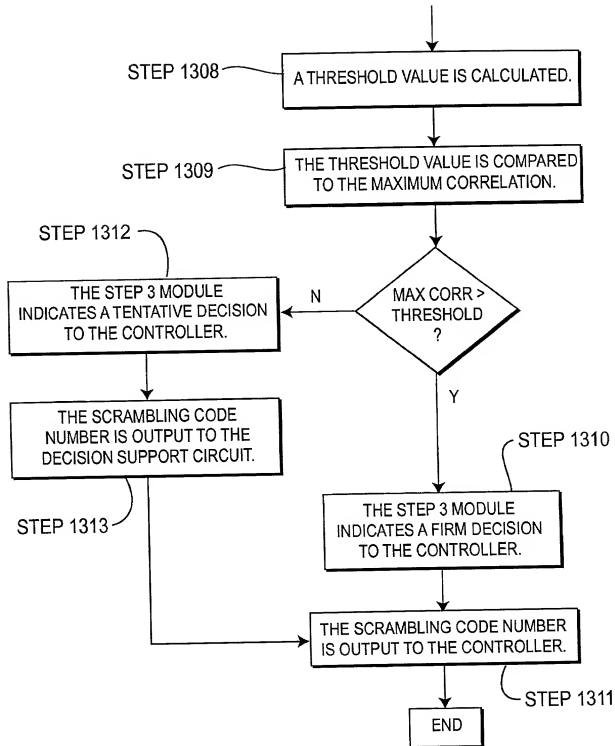 STEP 1308
A THRESHOLD VALUE IS CALCULATED.
STEP 1309
THE THRESHOLD VALUE IS COMPARED
TO THE MAXIMUM CORRELATION.
STEP 1312
THE STEP 3 MODULE
INDICATES A TENTATIVE DECISION
TO THE CONTROLLER.
N
MAX CORR >
THRESHOLD
?
Y
THE SCRAMBLING CODE
NUMBER IS OUTPUT TO THE
DECISION SUPPORT CIRCUIT.
STEP 1313
STEP 1310
THE STEP 3 MODULE
INDICATES A FIRM DECISION
TO THE CONTROLLER.
THE SCRAMBLING CODE NUMBER
IS OUTPUT TO THE CONTROLLER.
STEP 1311
END